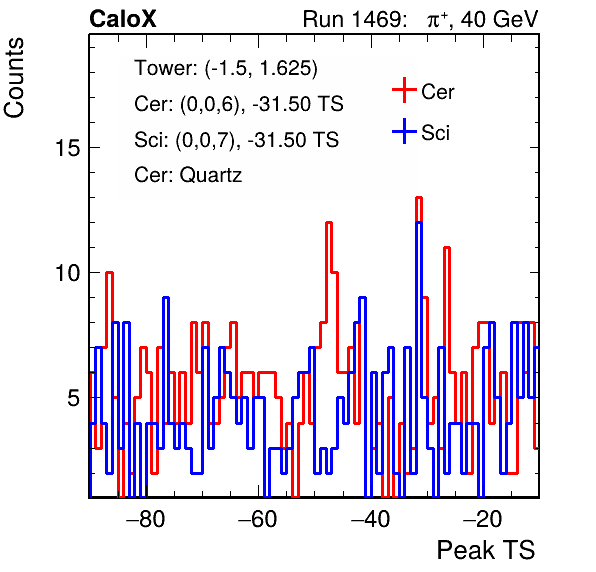 CaloX Run 1469: π⁺, 40 GeV
Counts
Tower: (-1.5, 1.625)
Cer: (0,0,6), -31.50 TS
Sci: (0,0,7), -31.50 TS
Cer: Quartz
Cer
Sci
15
10
5
−80 −60 −40 −20
Peak TS